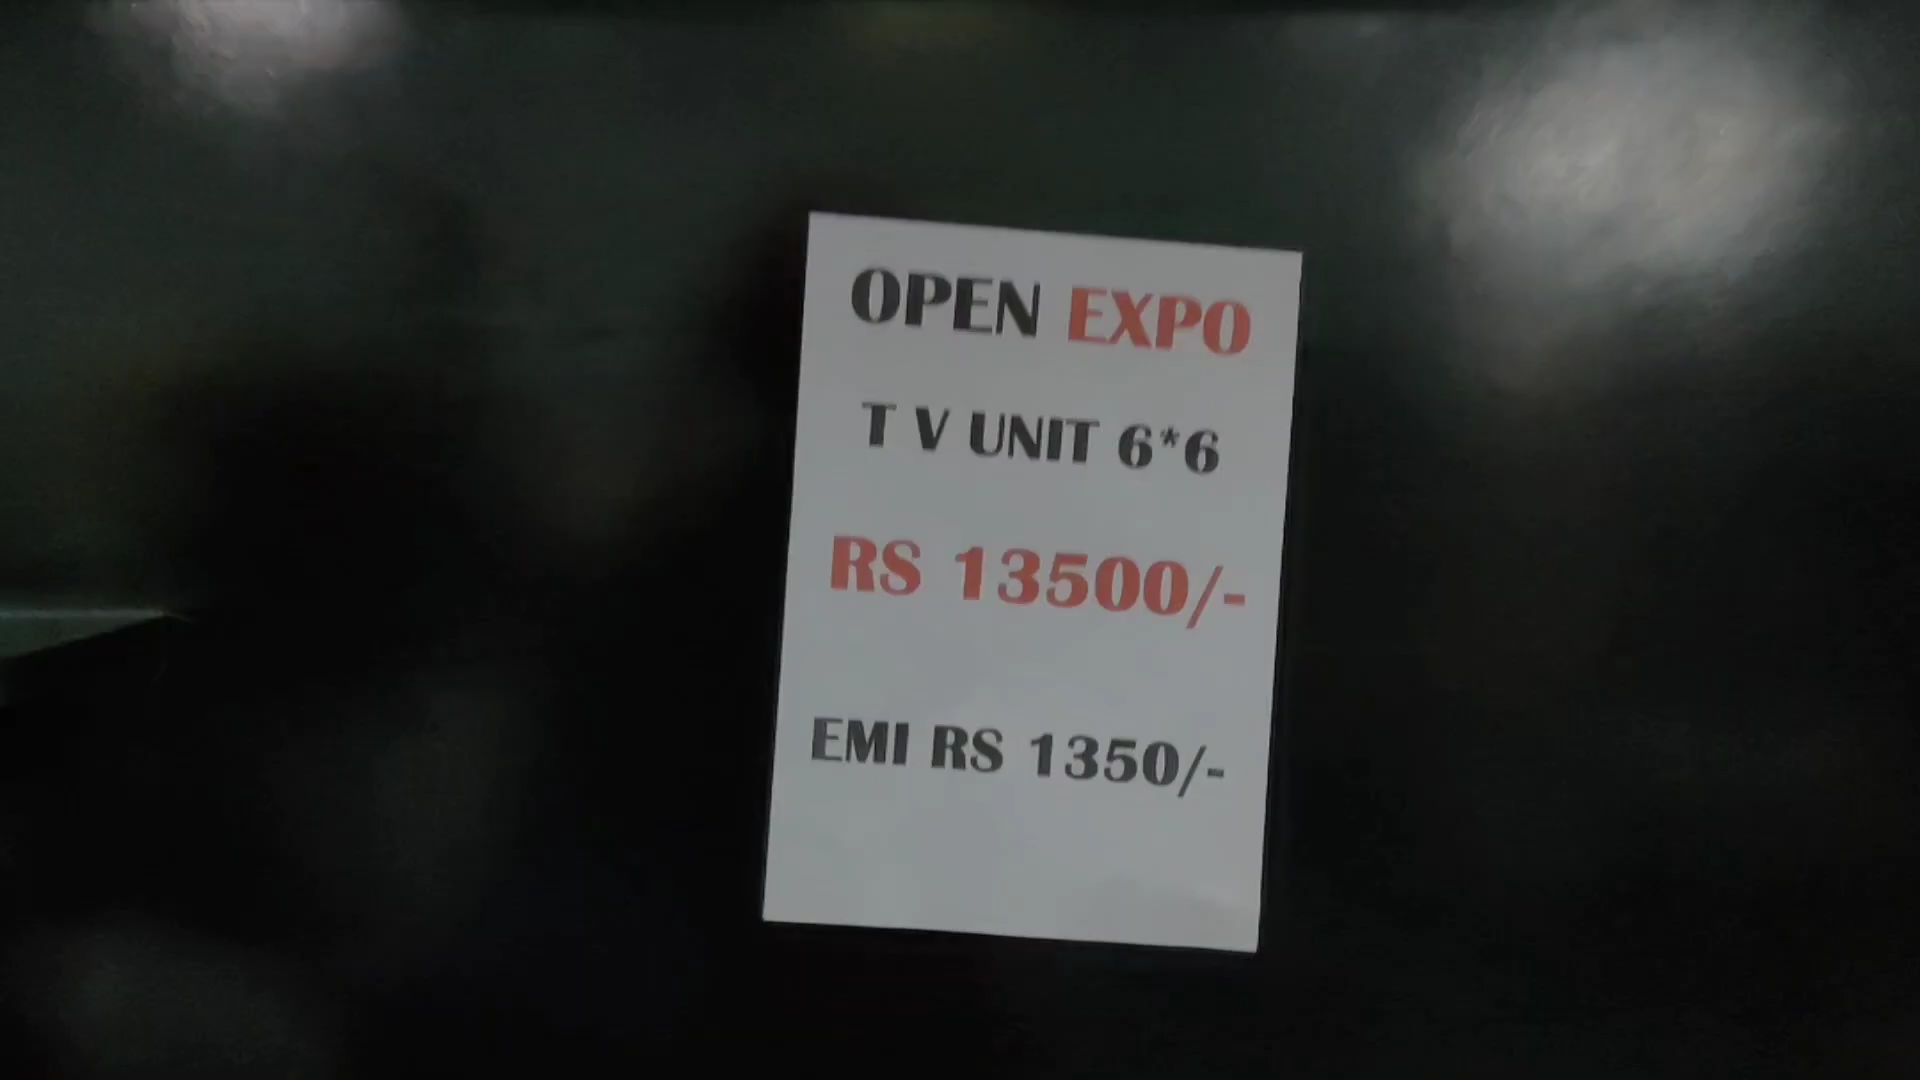 OPEN EXPO
T V UNIT 6*6
RS 13500/-
EMI RS 1350/-